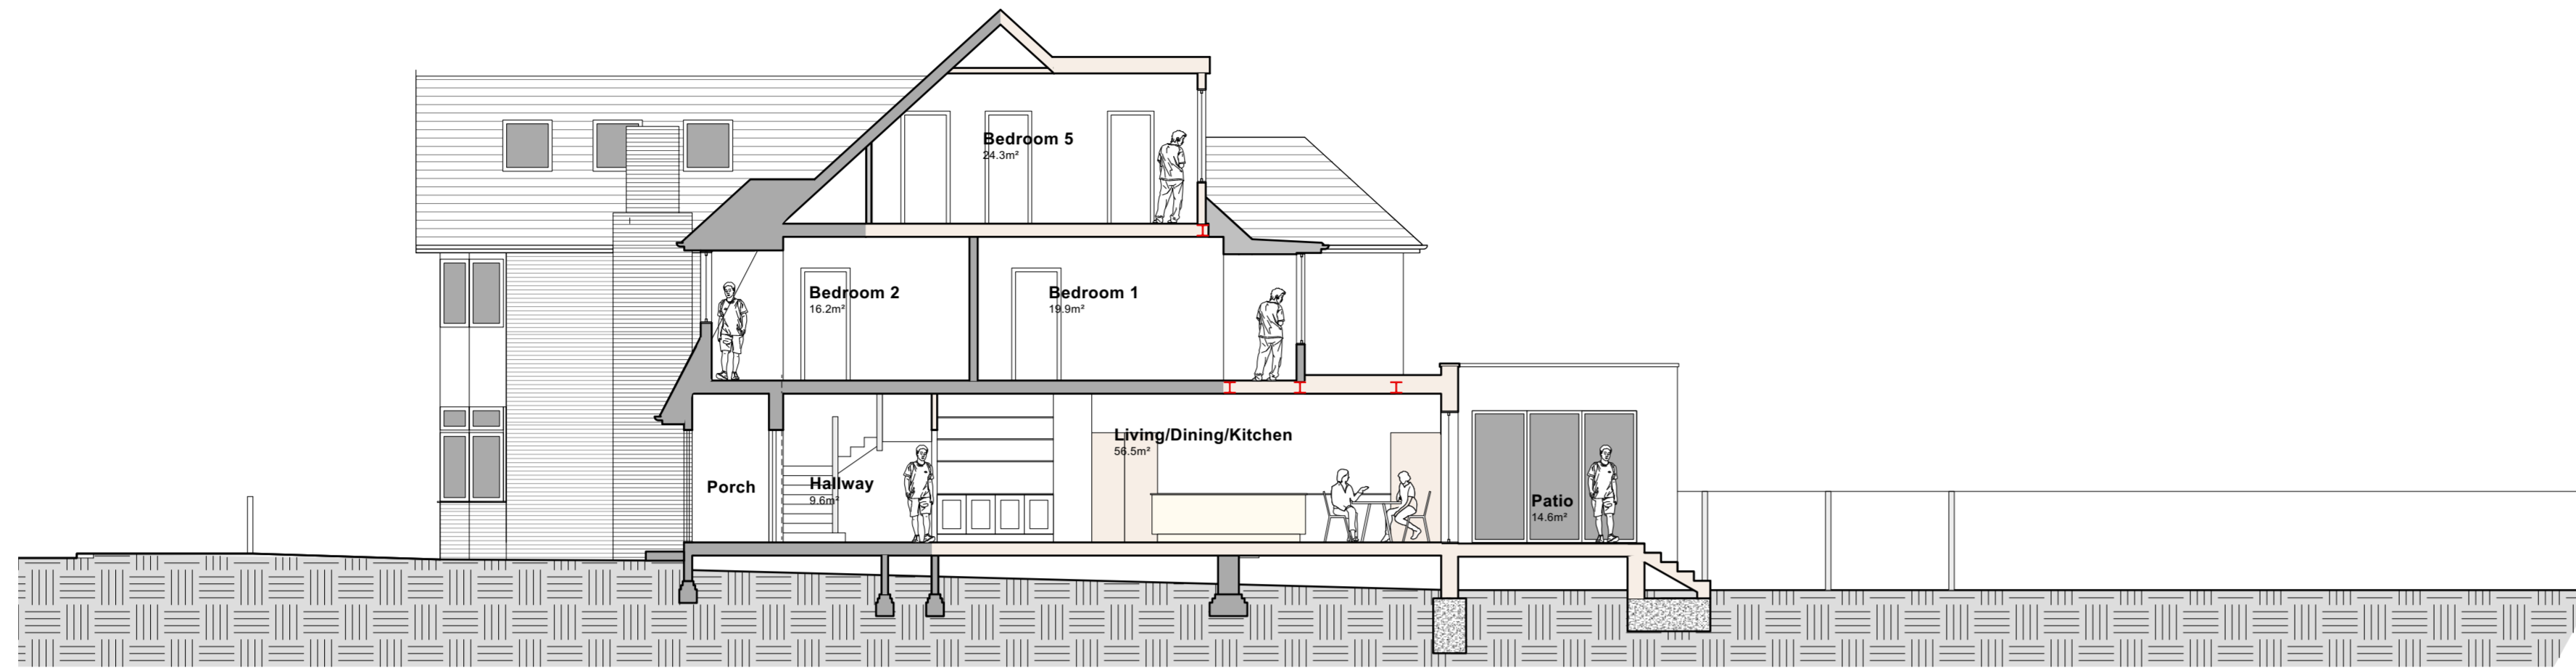 Bedroom 5
24.3m²
Bedroom 2
16.2m²
Bedroom 1
19.9m²
Living/Dining/Kitchen
56.5m²
Porch
Hallway
9.6m²
Patio
14.6m²